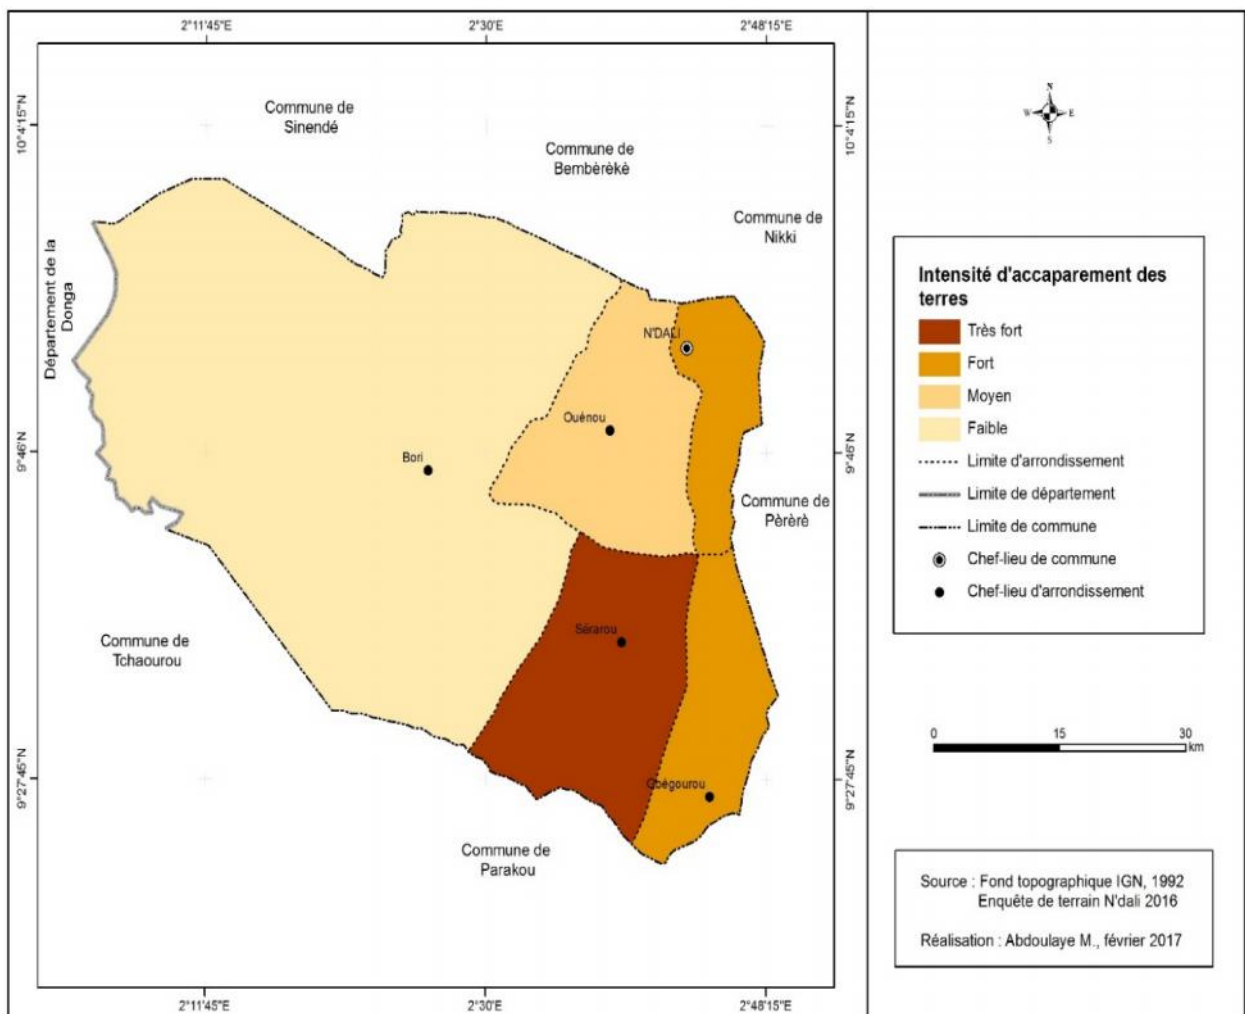 2°11'45"E
2°30'E
2°48'15"E
10°4'15"N
10°4'15"N
Commune de
Sinendé
Commune de
Bembèrèkè
Commune de
Nikki
Département de la
Donga
N'DALI
Ouénou
Bori
9°46'N
9°46'N
Commune de
Pèrèrè
Sérarou
Commune de
Tchaourou
Gbégourou
9°27'45"N
9°27'45"N
Commune de
Parakou
2°11'45"E
2°30'E
2°48'15"E
N
W
E
S
Intensité d'accaparement des
terres
Très fort
Fort
Moyen
Faible
Limite d'arrondissement
Limite de département
Limite de commune
Chef-lieu de commune
Chef-lieu d'arrondissement
0 15 30
km
Source : Fond topographique IGN, 1992
Enquête de terrain N'dali 2016
Réalisation : Abdoulaye M., février 2017